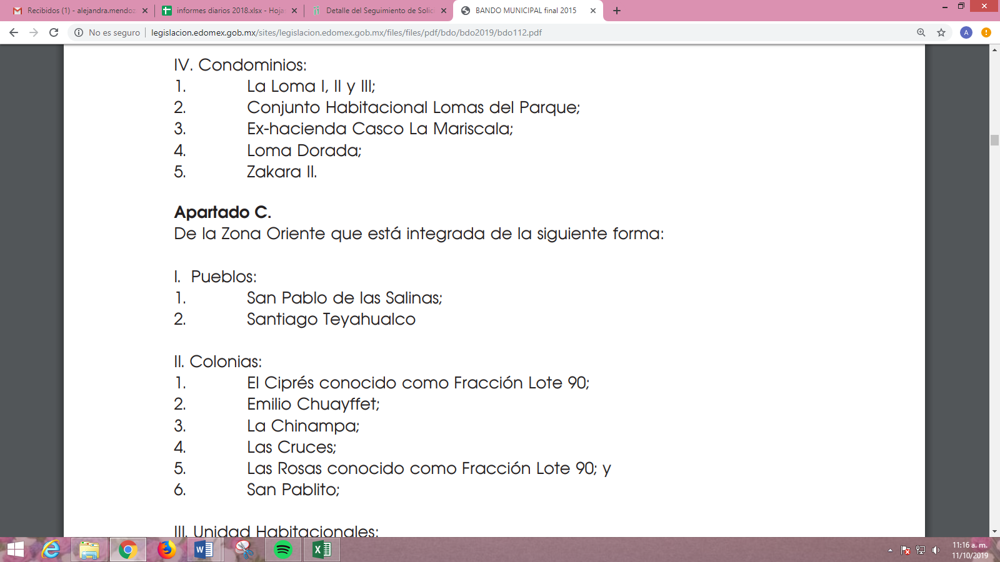 Recibidos (1) - alejandra.mendoz
informes diarios 2018.xlsx - Hoja
Detalle del Seguimiento de Solic
BANDO MUNICIPAL final 2015
No es seguro
legislacion.edomex.gob.mx/sites/legislacion.edomex.gob.mx/files/files/pdf/bdo/bdo2019/bdo112.pdf
A
IV. Condominios:
1. La Loma I, II y III;
2. Conjunto Habitacional Lomas del Parque;
3. Ex-hacienda Casco La Mariscala;
4. Loma Dorada;
5. Zakara II.
Apartado C.
De la Zona Oriente que está integrada de la siguiente forma:
I. Pueblos:
1. San Pablo de las Salinas;
2. Santiago Teyahualco
II. Colonias:
1. El Ciprés conocido como Fracción Lote 90;
2. Emilio Chuayffet;
3. La Chinampa;
4. Las Cruces;
5. Las Rosas conocido como Fracción Lote 90; y
6. San Pablito;
III. Unidad Habitacionales:
11:16 a. m.
11/10/2019